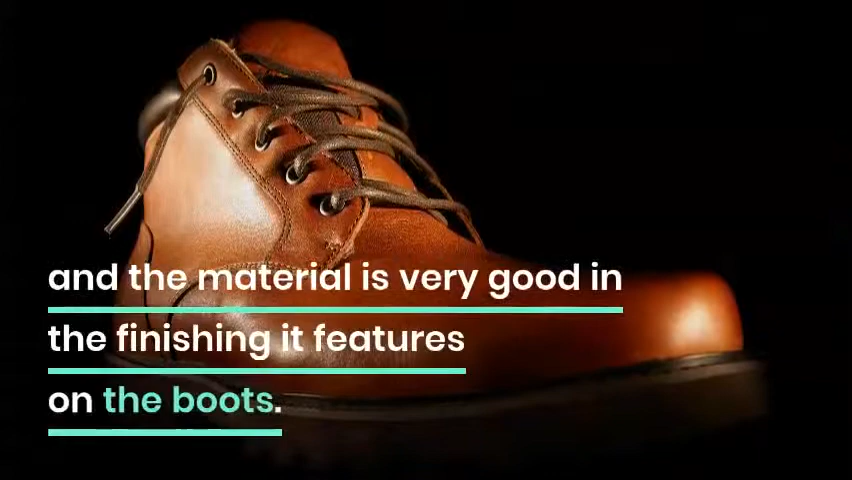 and the material is very good in
the finishing it features
on the boots.